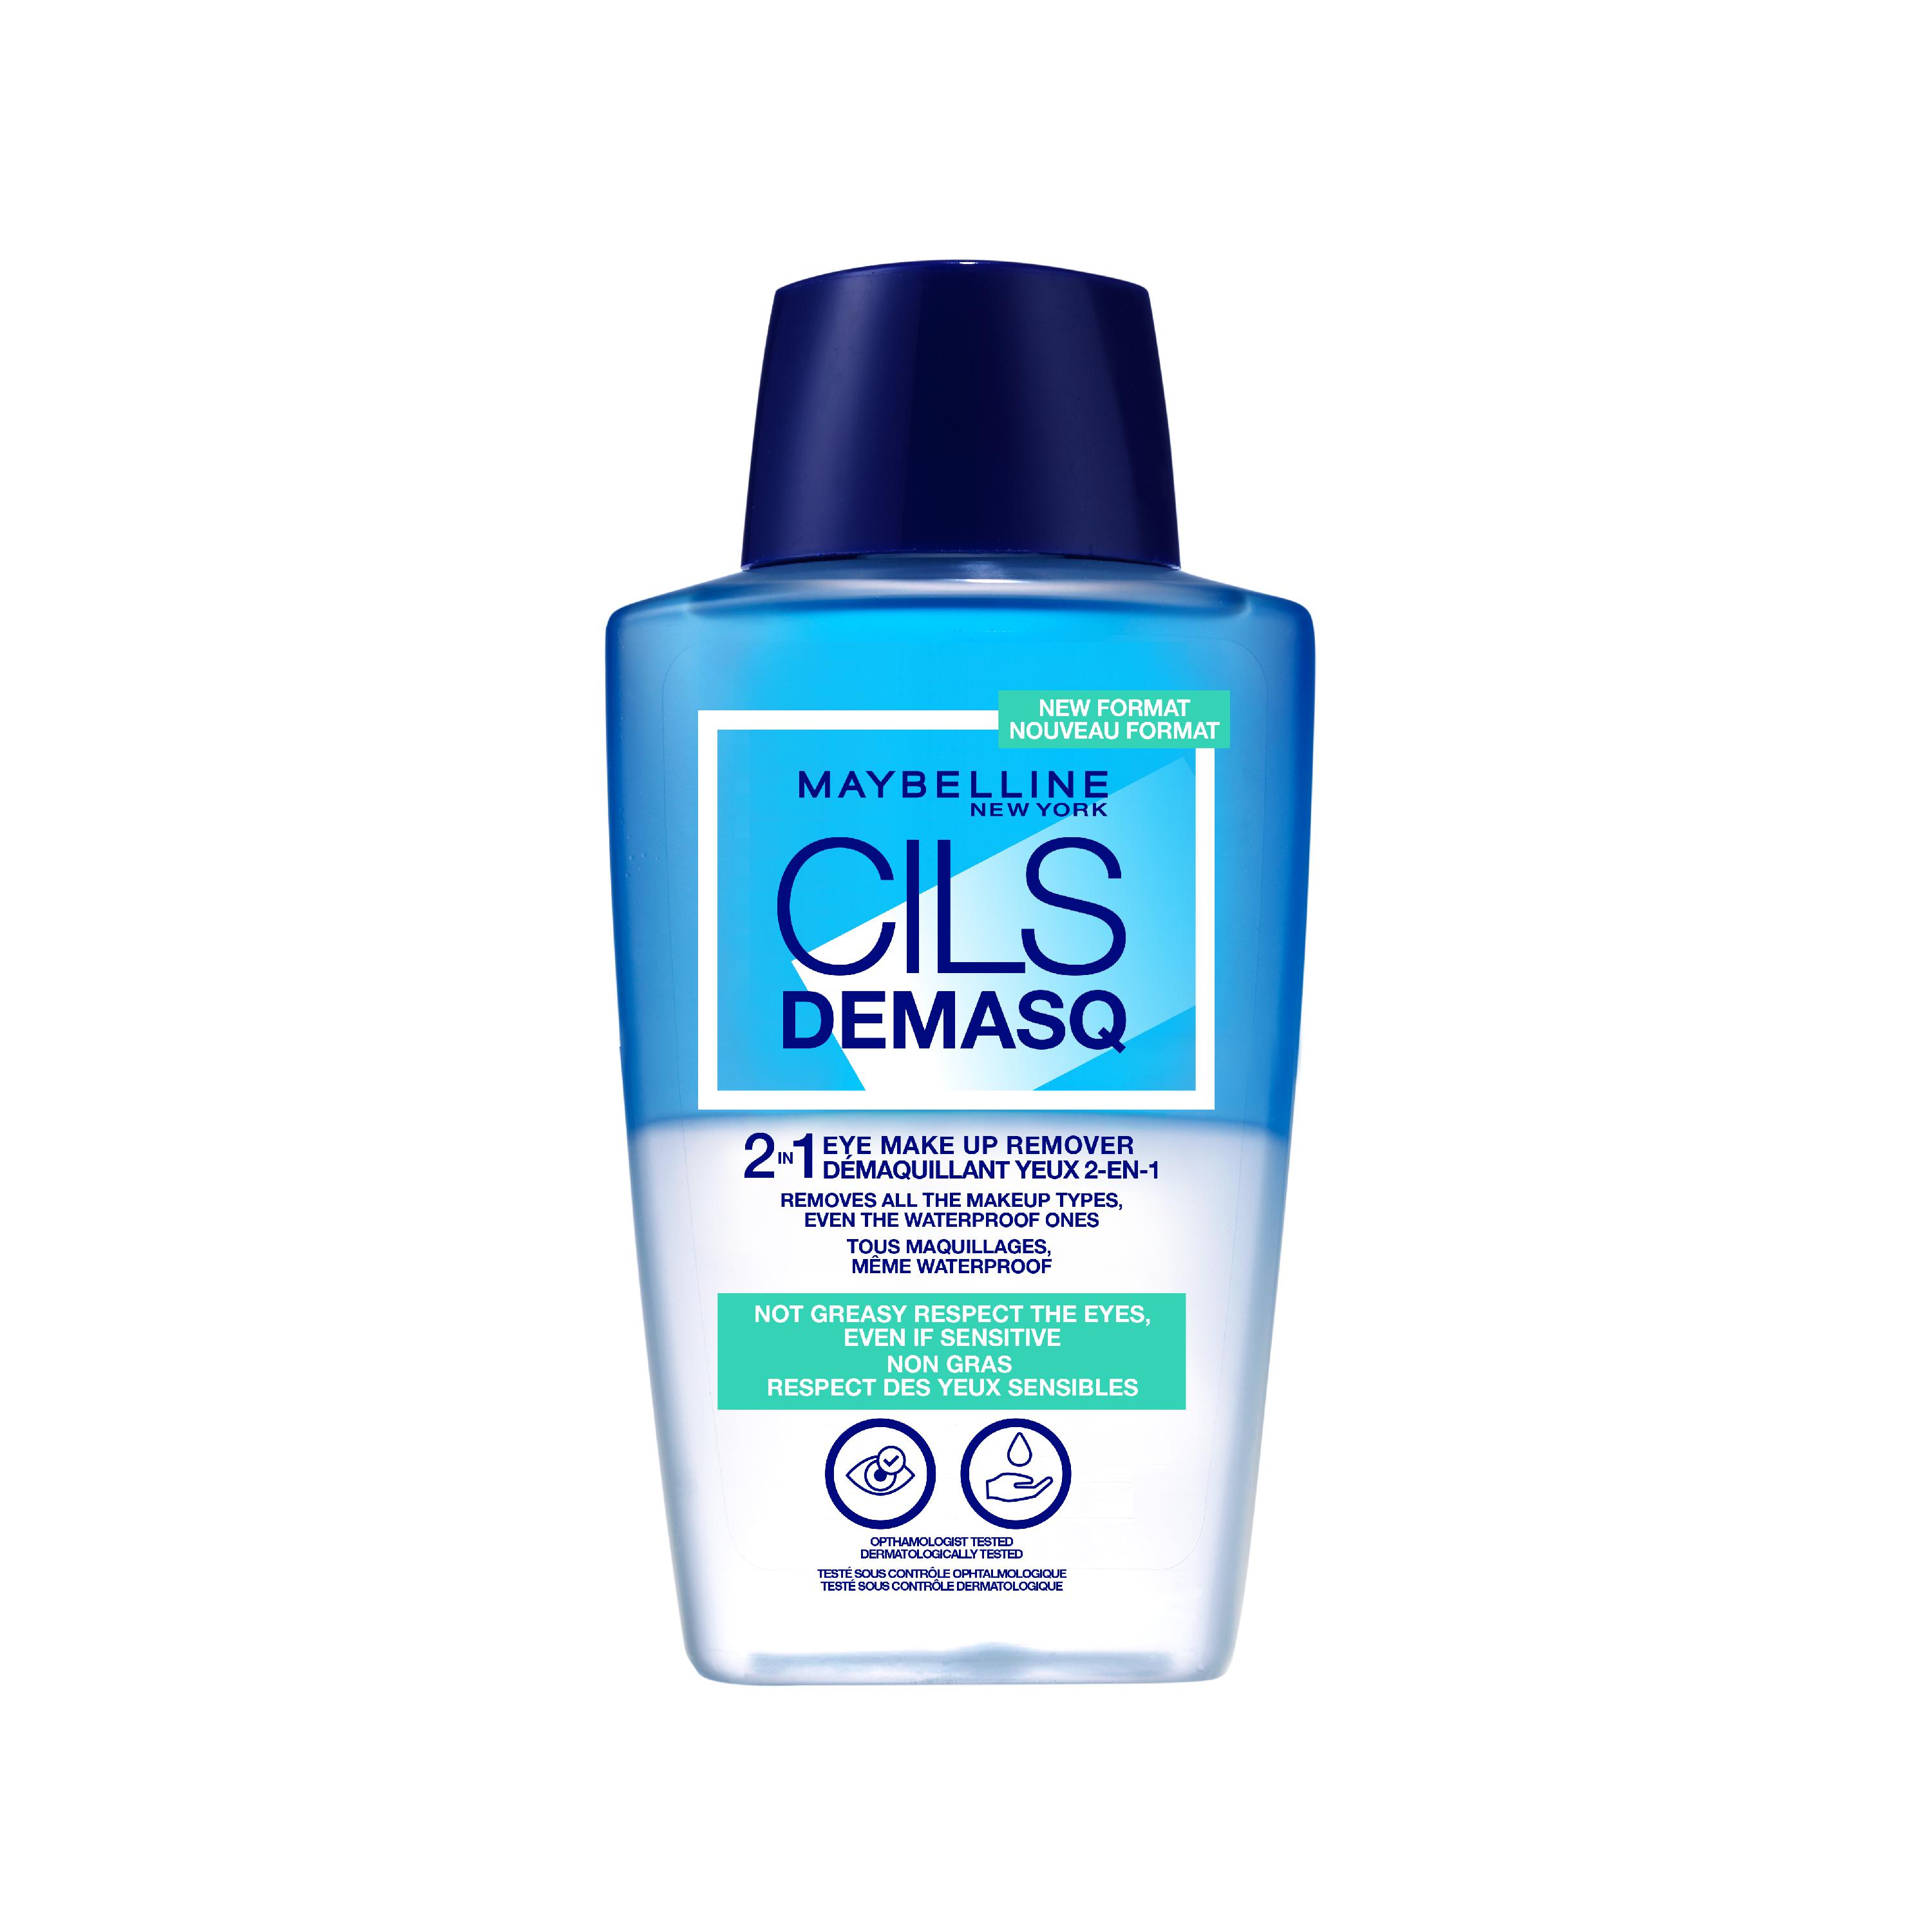 NEW FORMAT
NOUVEAU FORMAT
MAYBELLINE
NEW YORK
CILS
DEMASQ
2 IN 1 EYE MAKE UP REMOVER
DÉMAQUILLANT YEUX 2-EN-1
REMOVES ALL THE MAKEUP TYPES,
EVEN THE WATERPROOF ONES
TOUS MAQUILLAGES,
MÊME WATERPROOF
NOT GREASY RESPECT THE EYES,
EVEN IF SENSITIVE
NON GRAS
RESPECT DES YEUX SENSIBLES
OPTHAMOLOGIST TESTED
DERMATOLOGICALLY TESTED
TESTÉ SOUS CONTRÔLE OPHTALMOLOGIQUE
TESTÉ SOUS CONTRÔLE DERMATOLOGIQUE